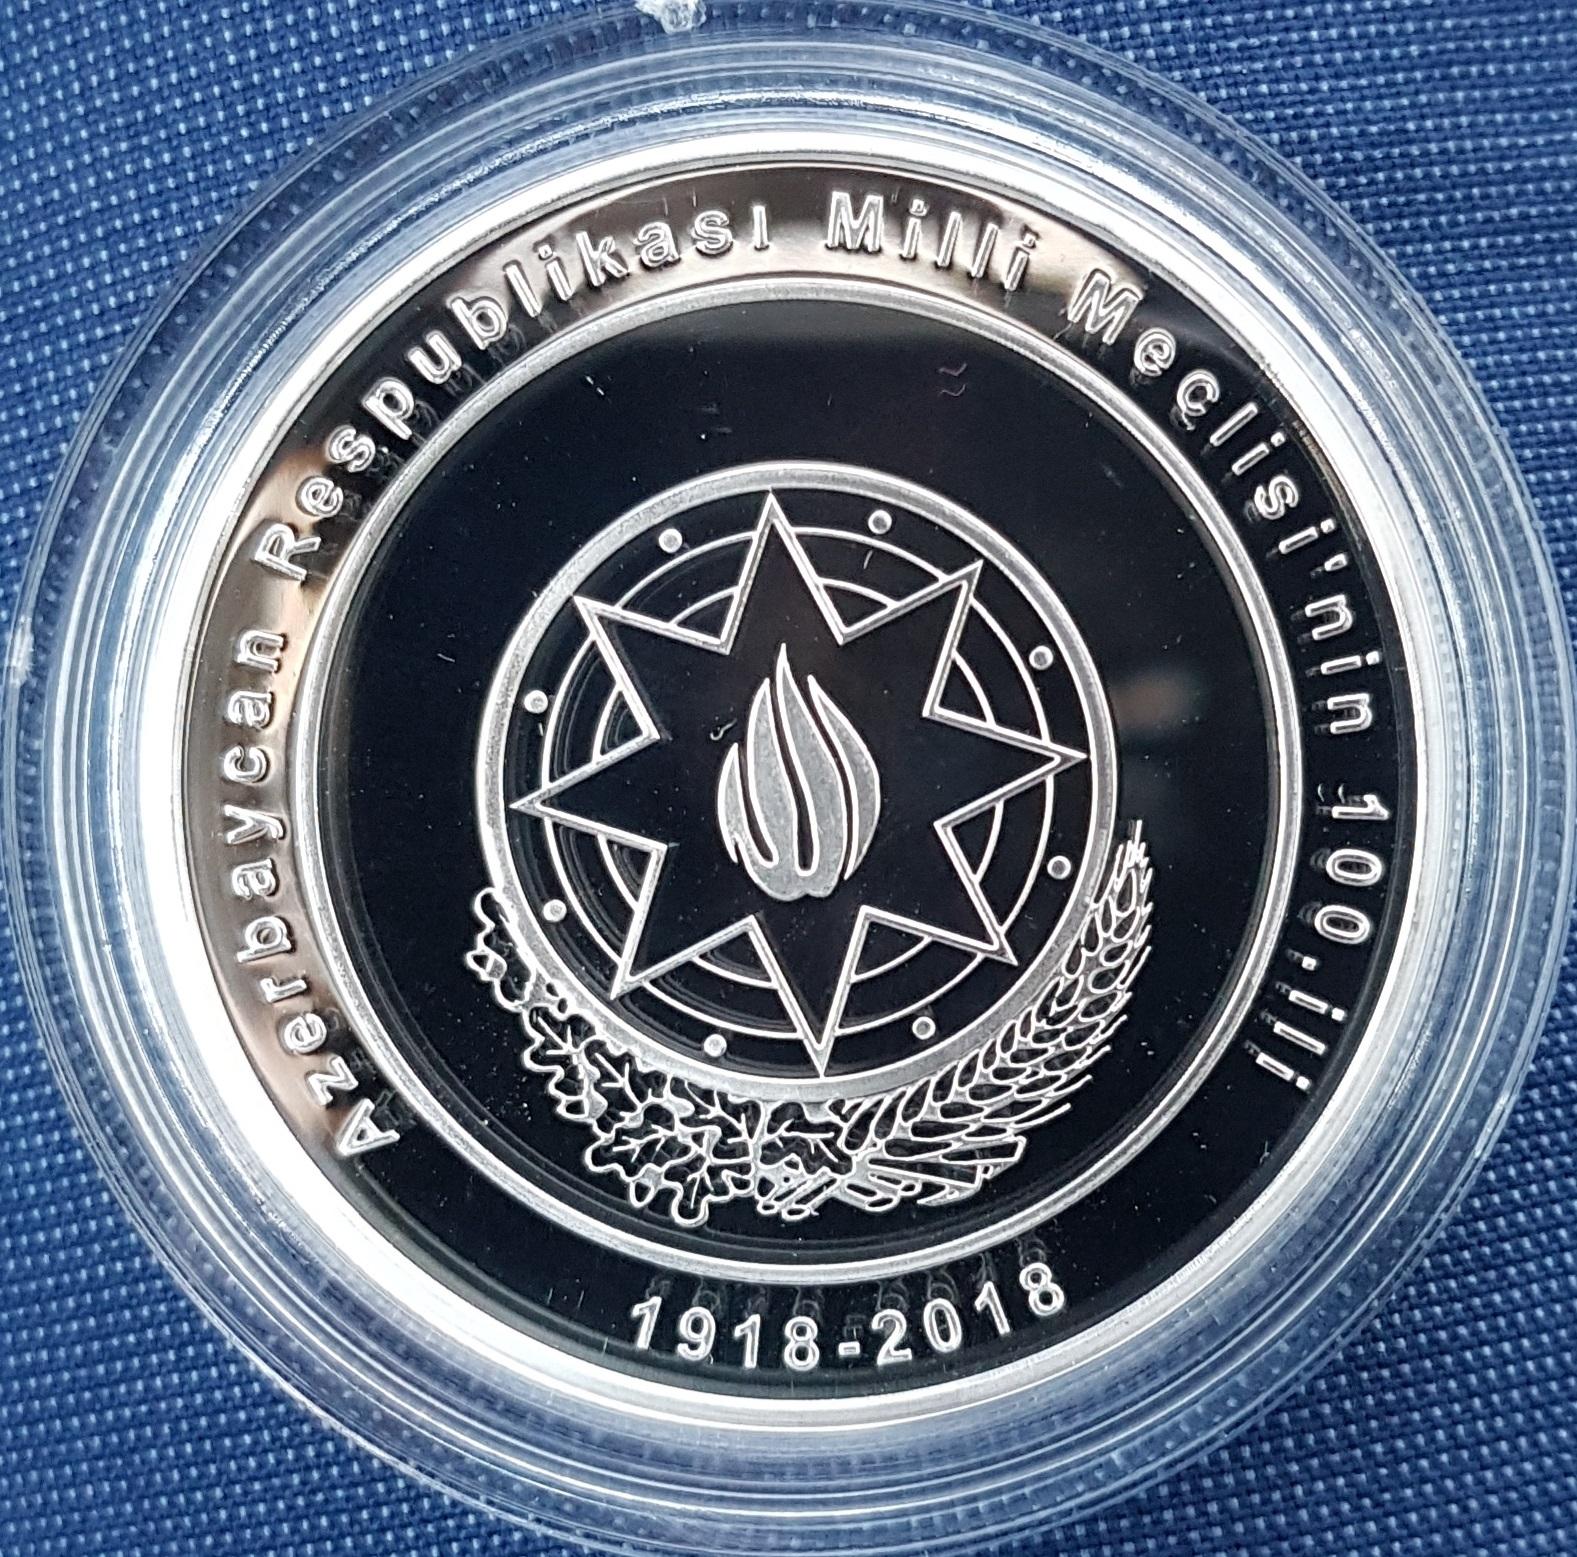 Azerbaycan Respublikası Milli Meclisi'nin 100.ili
1918-2018